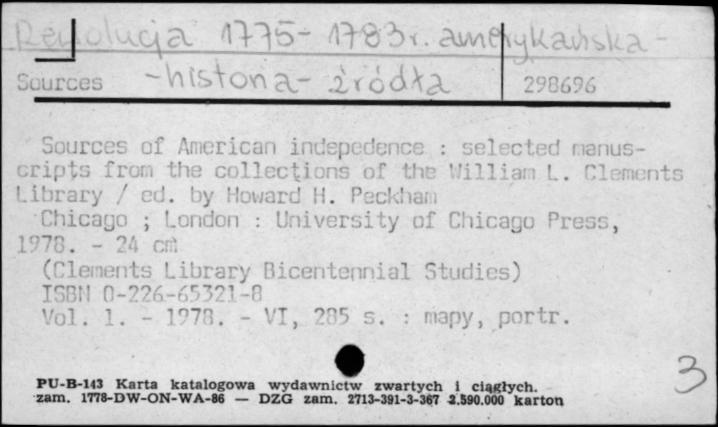 Rewolucja 1775-1783r. amerykańska-
Sources -historia- źródła 298696
Sources of American indepedence : selected manus-
cripts from the collections of the William L. Clements
Library / ed. by Howard H. Peckham
Chicago ; London : University of Chicago Press,
1978. - 24 cm
(Clements Library Bicentennial Studies)
ISBN 0-226-65321-8
Vol. 1. - 1978. - VI, 285 s. : mapy, portr.
3
PU-B-143 Karta katalogowa wydawnictw zwartych i ciągłych.
zam. 1778-DW-ON-WA-86 — DZG zam. 2713-391-3-367 2.590.000 karton